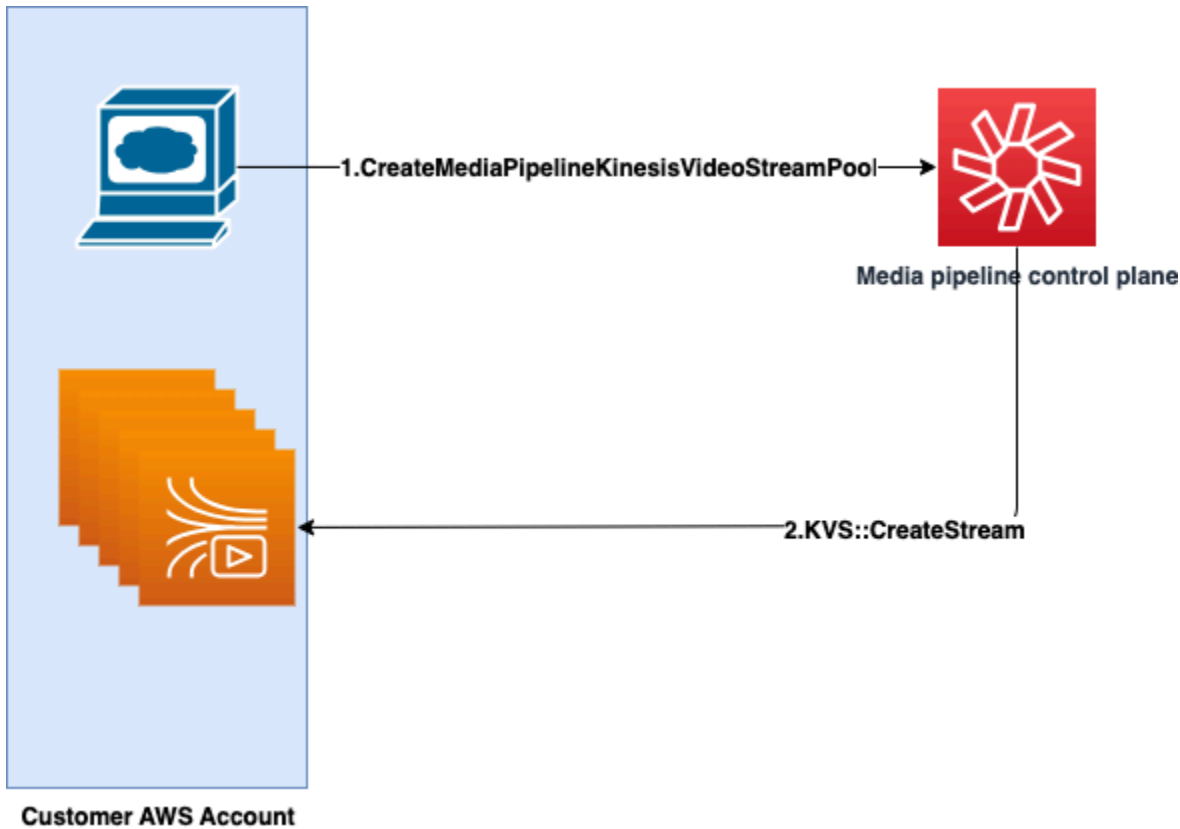 1.CreateMediaPipelineKinesisVideoStreamPool
Media pipeline control plane
2.KVS::CreateStream
Customer AWS Account